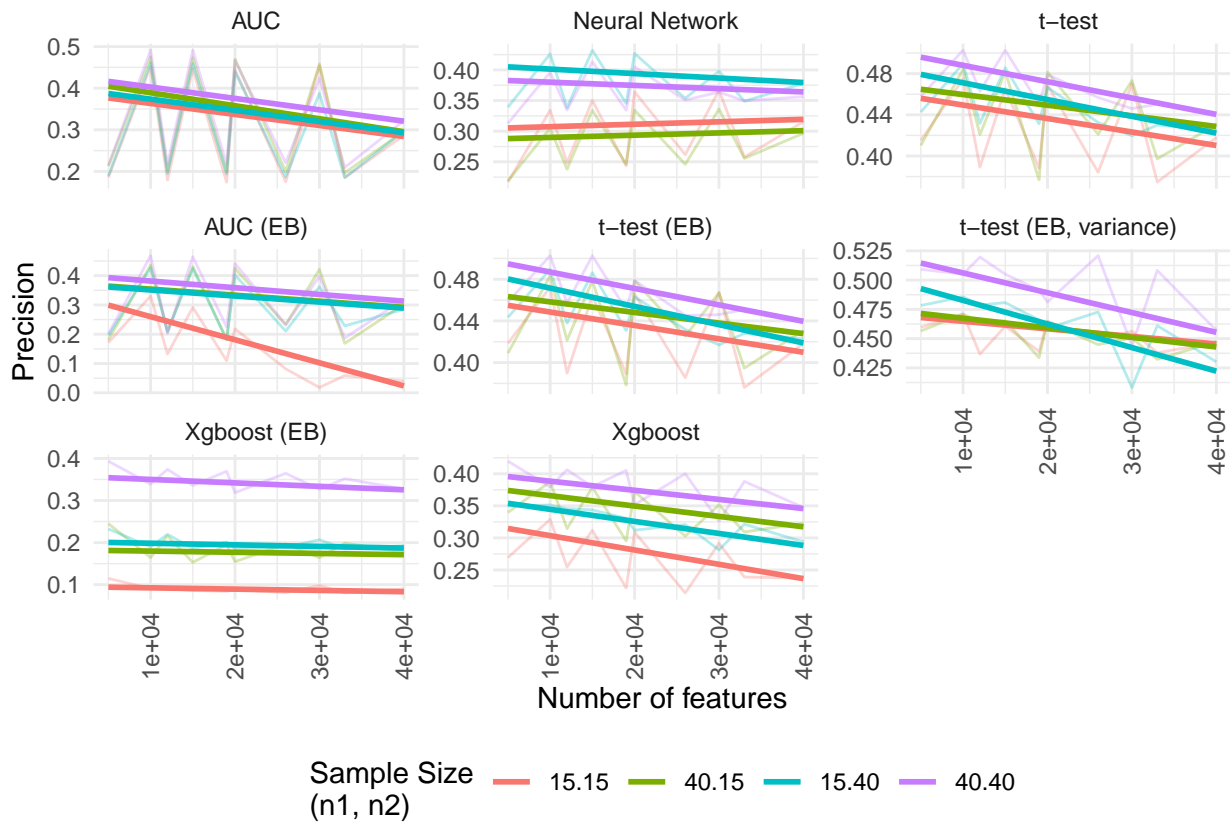 AUC
Neural Network
t−test
0.5
0.4
0.3
0.2
0.40
0.35
0.30
0.25
0.48
0.44
0.40
AUC (EB)
t−test (EB)
t−test (EB, variance)
0.4
0.3
0.2
0.1
0.0
0.48
0.44
0.40
0.525
0.500
0.475
0.450
0.425
Precision
Xgboost (EB)
Xgboost
0.4
0.3
0.2
0.1
0.40
0.35
0.30
0.25
1e+04
2e+04
3e+04
4e+04
1e+04
2e+04
3e+04
4e+04
1e+04
2e+04
3e+04
4e+04
Number of features
Sample Size
(n1, n2)
15.15
40.15
15.40
40.40